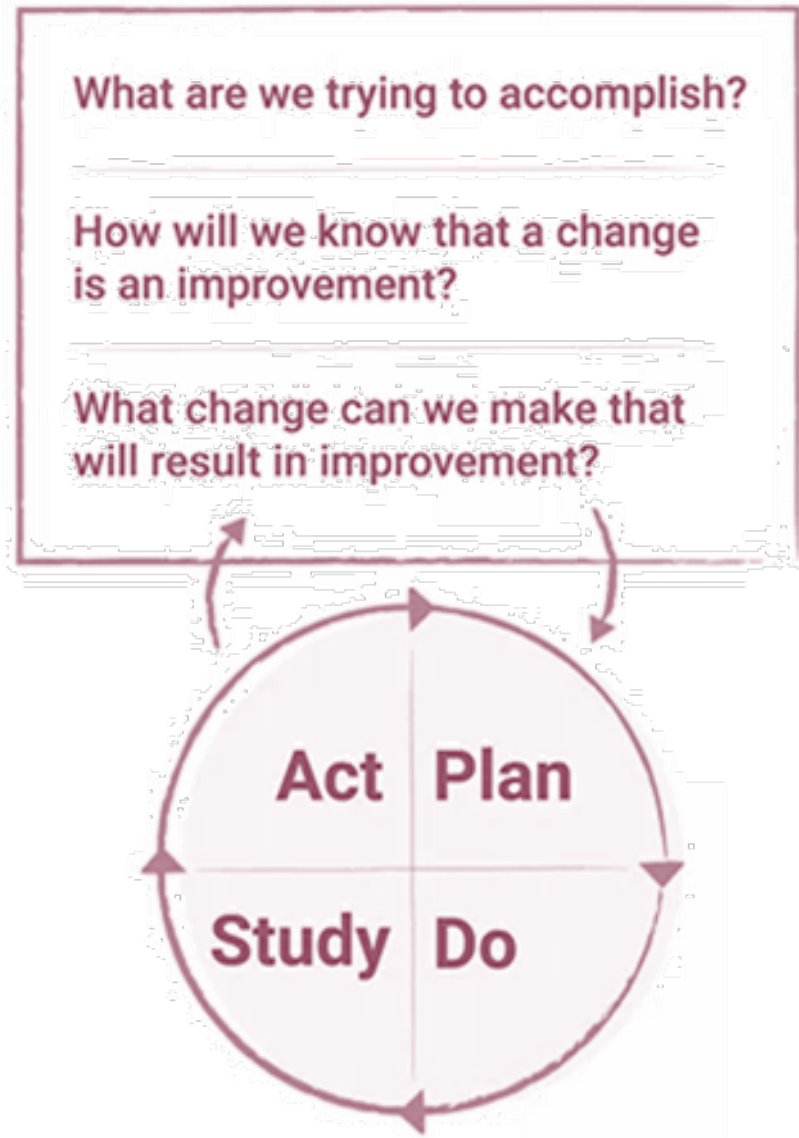 What are we trying to accomplish?
How will we know that a change
is an improvement?
What change can we make that
will result in improvement?
Act Plan
Study Do